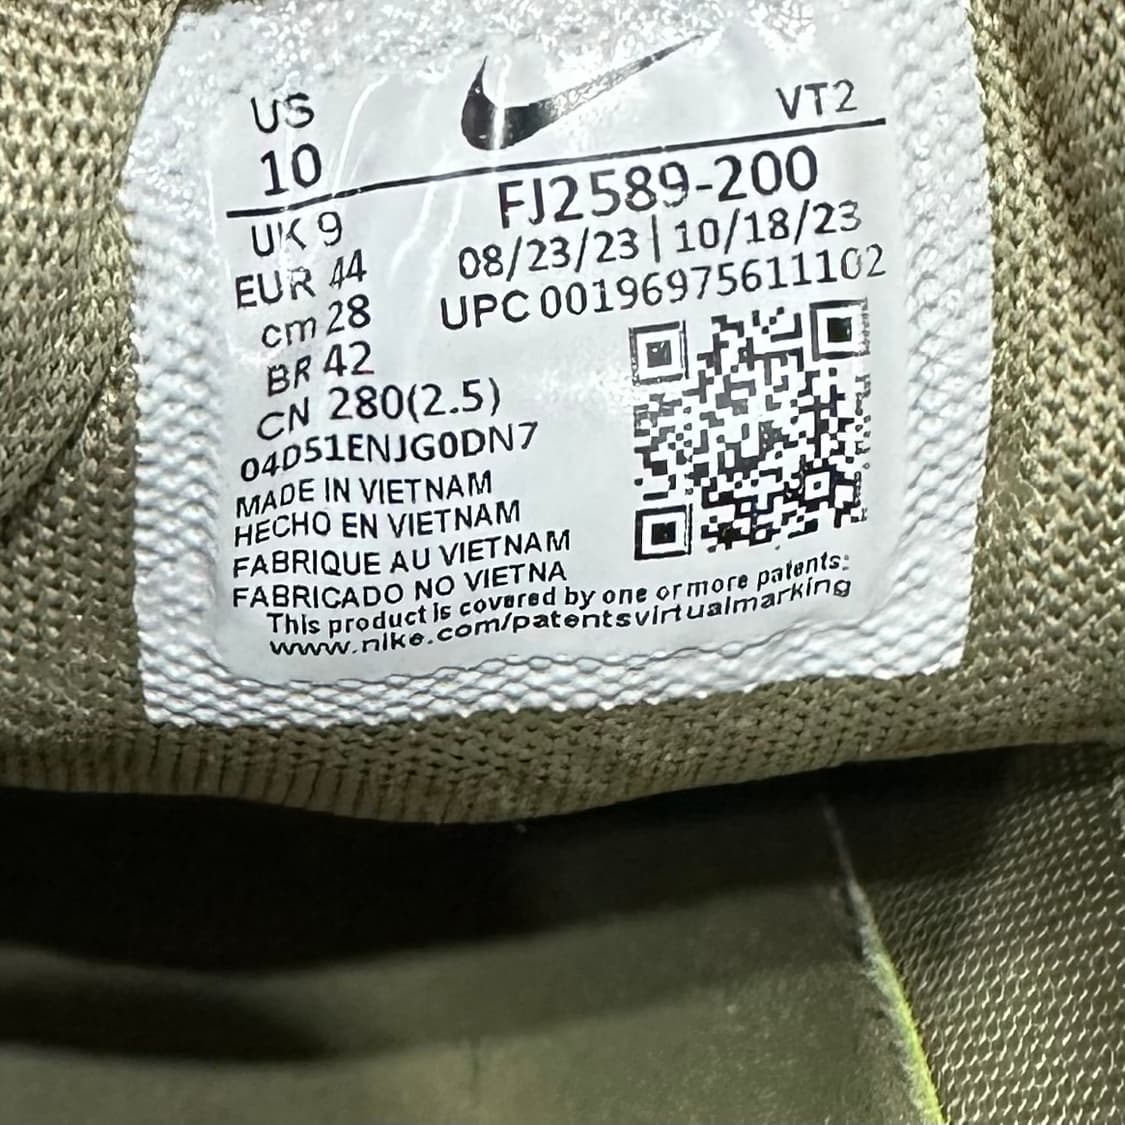 US
10
VT2
UK 9
EUR 44
cm 28
BR 42
CN 280(2.5)
04D51ENJG0DN7
FJ2589-200
08/23/23 | 10/18/23
UPC 00196975611102
MADE IN VIETNAM
HECHO EN VIETNAM
FABRIQUE AU VIETNAM
FABRICADO NO VIETNA
This product is covered by one or more patents:
www.nike.com/patentsvirtualmarking